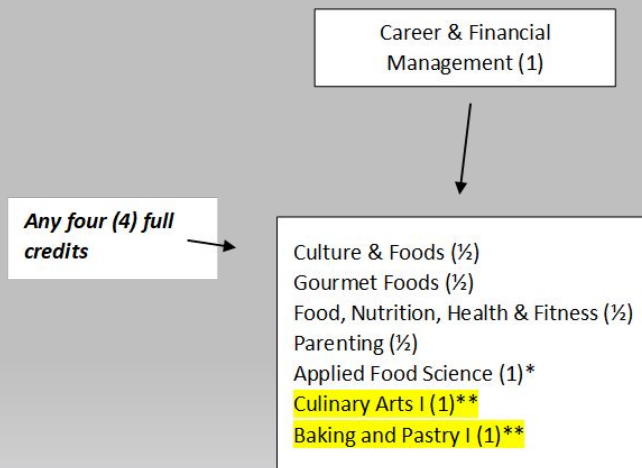 Career & Financial
Management (1)
Any four (4) full
credits
Culture & Foods (½)
Gourmet Foods (½)
Food, Nutrition, Health & Fitness (½)
Parenting (½)
Applied Food Science (1)*
Culinary Arts I (1)**
Baking and Pastry I (1)**